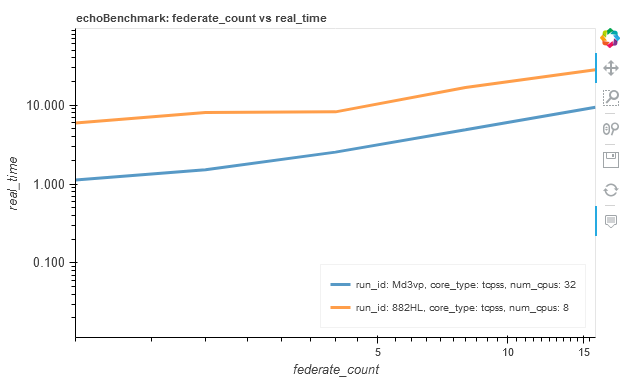 echoBenchmark: federate_count vs real_time
10.000
1.000
0.100
real_time
run_id: Md3vp, core_type: tcpss, num_cpus: 32
run_id: 882HL, core_type: tcpss, num_cpus: 8
5
10
15
federate_count